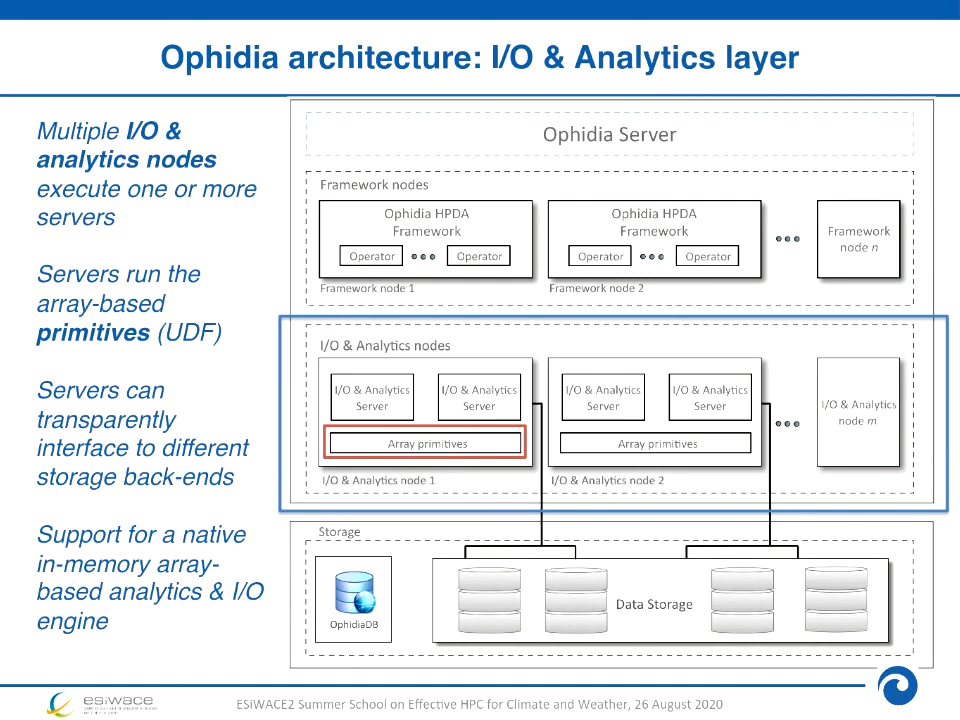 Ophidia architecture: I/O & Analytics layer
Multiple I/O &
analytics nodes
execute one or more
servers
Servers run the
array-based
primitives (UDF)
Servers can
transparently
interface to different
storage back-ends
Support for a native
in-memory array-
based analytics & I/O
engine
Ophidia Server
Framework nodes
Ophidia HPDA
Framework
Operator
Operator
Framework node 1
Ophidia HPDA
Framework
Operator
Operator
Framework node 2
Framework
node n
I/O & Analytics nodes
I/O & Analytics
Server
I/O & Analytics
Server
Array primitives
I/O & Analytics node 1
I/O & Analytics
Server
I/O & Analytics
Server
Array primitives
I/O & Analytics node 2
I/O & Analytics
node m
Storage
OphidiaDB
Data Storage
esiwace
ESiWACE2 Summer School on Effective HPC for Climate and Weather, 26 August 2020